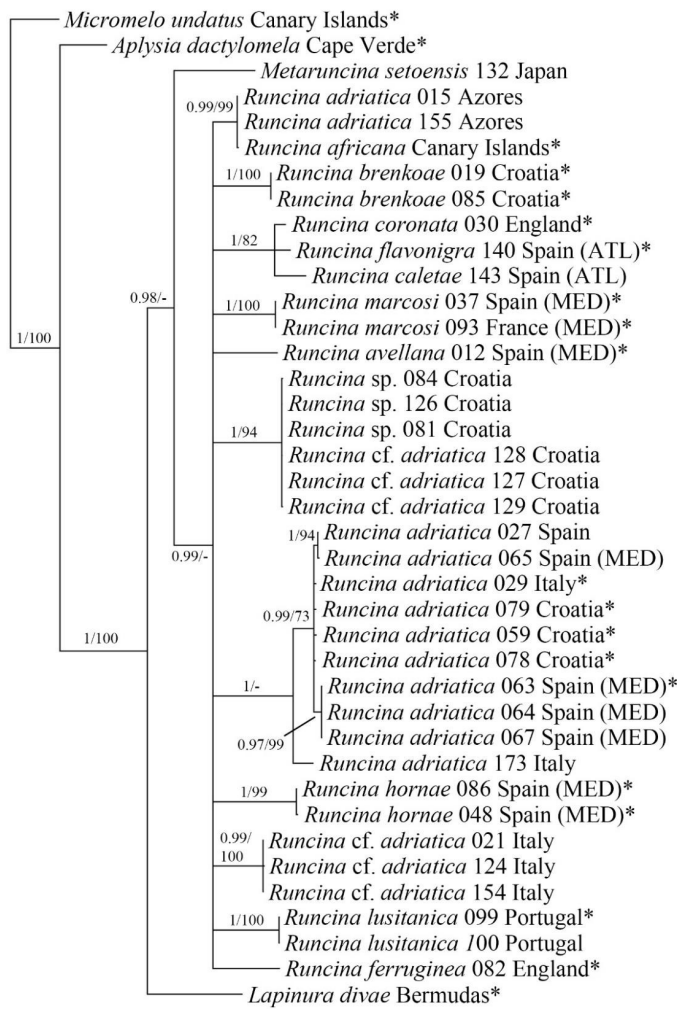 Micromelo undatus Canary Islands*
Aplysia dactylomela Cape Verde*
Metaruncina setoensis 132 Japan
Runcina adriatica 015 Azores
0.99/99
Runcina adriatica 155 Azores
Runcina africana Canary Islands*
1/100
Runcina brenkoae 019 Croatia*
Runcina brenkoae 085 Croatia*
Runcina coronata 030 England*
1/82
Runcina flavonigra 140 Spain (ATL)*
Runcina caletae 143 Spain (ATL)
0.98/-
1/100
Runcina marcosi 037 Spain (MED)*
Runcina marcosi 093 France (MED)*
1/100
Runcina avellana 012 Spain (MED)*
Runcina sp. 084 Croatia
Runcina sp. 126 Croatia
1/94
Runcina sp. 081 Croatia
Runcina cf. adriatica 128 Croatia
Runcina cf. adriatica 127 Croatia
Runcina cf. adriatica 129 Croatia
1/94
Runcina adriatica 027 Spain
0.99/-
Runcina adriatica 065 Spain (MED)
Runcina adriatica 029 Italy*
0.99/73
Runcina adriatica 079 Croatia*
1/100
Runcina adriatica 059 Croatia*
Runcina adriatica 078 Croatia*
1/-
Runcina adriatica 063 Spain (MED)*
Runcina adriatica 064 Spain (MED)
0.97/99
Runcina adriatica 067 Spain (MED)
Runcina adriatica 173 Italy
1/99
Runcina hornae 086 Spain (MED)*
Runcina hornae 048 Spain (MED)*
0.99/
100
Runcina cf. adriatica 021 Italy
Runcina cf. adriatica 124 Italy
Runcina cf. adriatica 154 Italy
1/100
Runcina lusitanica 099 Portugal*
Runcina lusitanica 100 Portugal
Runcina ferruginea 082 England*
Lapinura divae Bermudas*